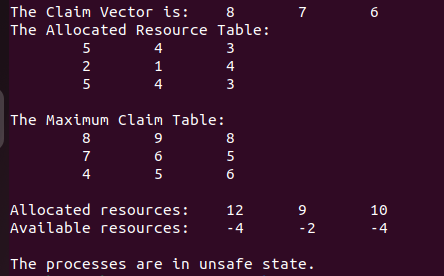 The Claim Vector is: 8 7 6
The Allocated Resource Table:
5 4 3
2 1 4
5 4 3
The Maximum Claim Table:
8 9 8
7 6 5
4 5 6
Allocated resources: 12 9 10
Available resources: -4 -2 -4
The processes are in unsafe state.